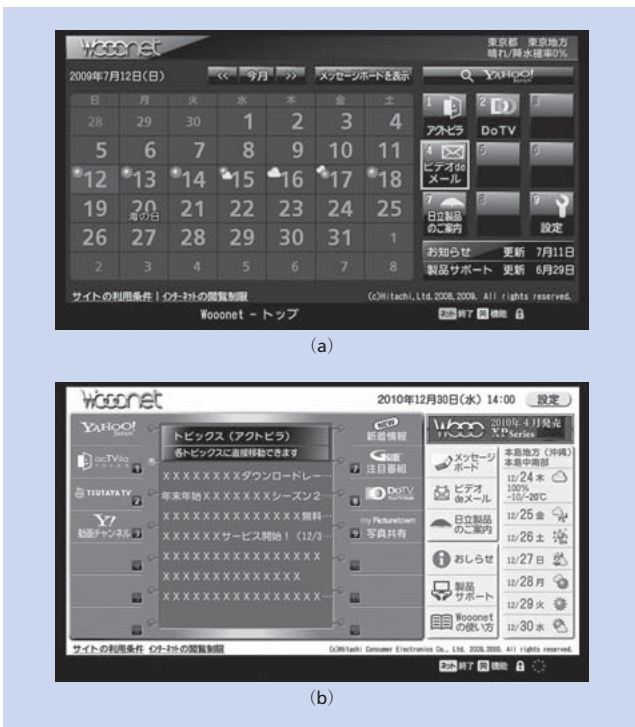 Wooonet
東京都 東京地方
晴れ/降水確率0%
2009年7月12日(日)
<< 今月 >>
メッセージボードを表示
YAHOO!
日 月 火 水 木 金 土
28 29 30 1 2 3 4
5 6 7 8 9 10 11
12 13 14 15 16 17 18
19 20 21 22 23 24 25
海の日
26 27 28 29 30 31 1
2 3 4 5 6 7 8
1 アクトビラ
2 DoTV
3
4 ビデオde
メール
5
6
7 日立製品
のご案内
8
9 設定
お知らせ 更新 7月11日
製品サポート 更新 6月29日
サイトの利用条件 | インターネットの閲覧制限
(c)Hitachi,Ltd.2008,2009. All rights reserved.
Wooonet - トップ
終了 機能
(a)
Wooonet
2010年12月30日(水) 14:00 設定
YAHOO!
JAPAN
acTVila
TSUTAYA TV
Y7
動画チャンネル
トピックス(アクトビラ)
各トピックスに直接移動できます
XXXXXXXXダウンロードレー…
年末年始XXXXXXXシーズン2…
XXXXXXXXXXXXXXX無料…
XXXXXXサービス開始!(12/3…
XXXXXXXXXXXXXXXXX
XXXXXXXXXXXXXXX
XXXXXXXXXXXXXXXXX…
NEW
新着情報
注目番組
DoTV
my Picturetown
写真共有
Wooo 2010年4月発売
XP Series
メッセージ
ボード
ビデオ
deメール
日立製品
のご案内
おしらせ
製品
サポート
Wooonet
の使い方
本島地方(沖縄)
本島中南部
12/24 木
100%
-10/-20℃
12/25 金
12/26 土
12/27 日
12/28 月
12/29 火
12/30 水
サイトの利用条件 インターネットの閲覧制限
(c)Hitachi Consumer Electronics Co., Ltd. 2008,2010. All rights reserved.
終了 機能
(b)